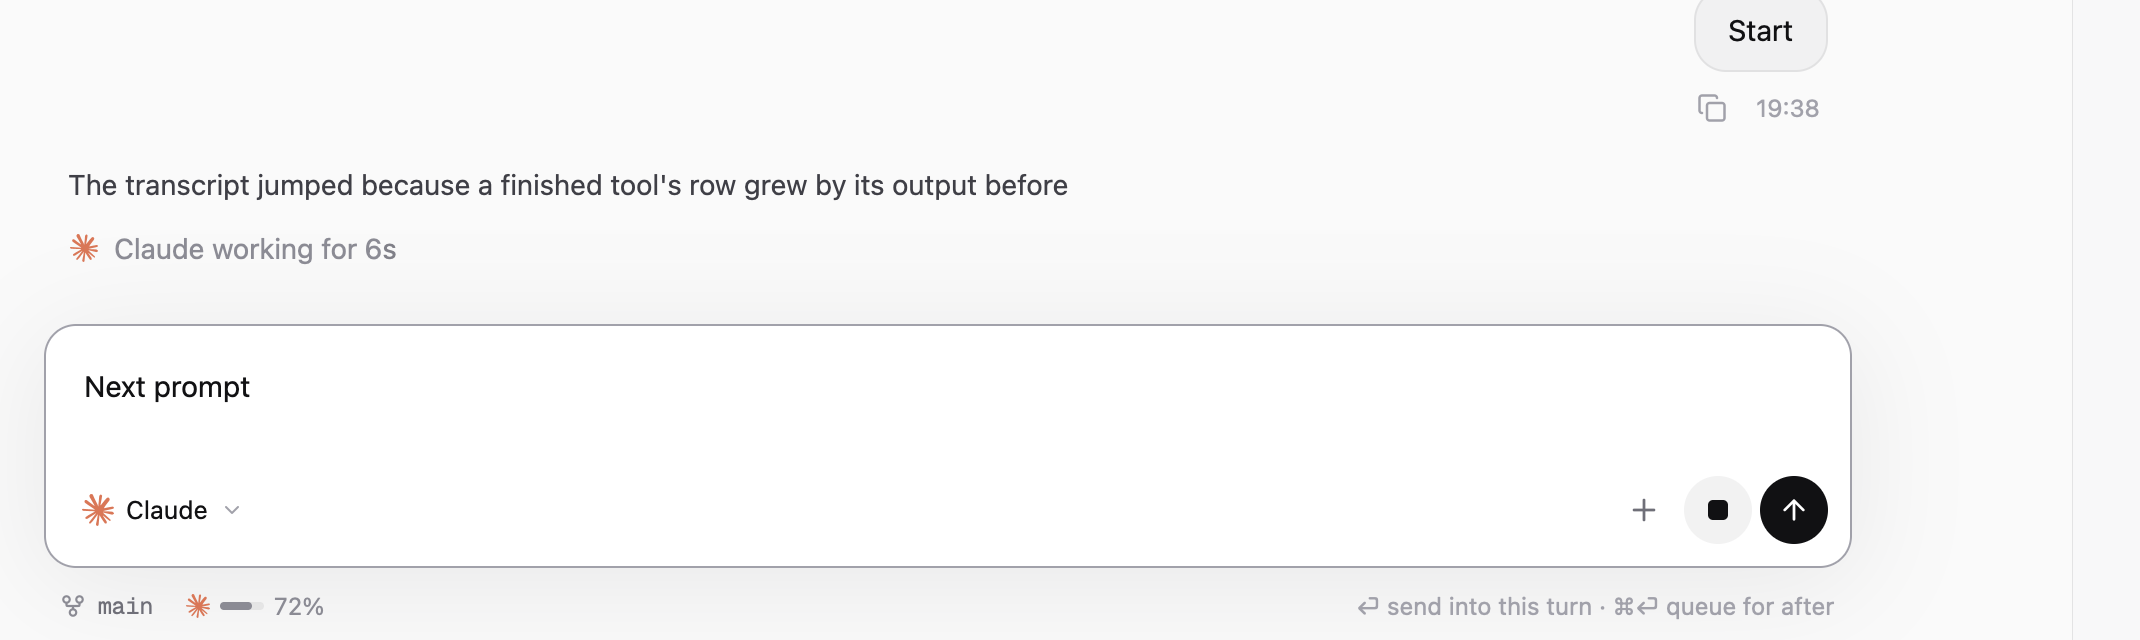 Start
19:38
The transcript jumped because a finished tool's row grew by its output before
Claude working for 6s
Next prompt
Claude
main 72% ⏎ send into this turn · ⌘⏎ queue for after